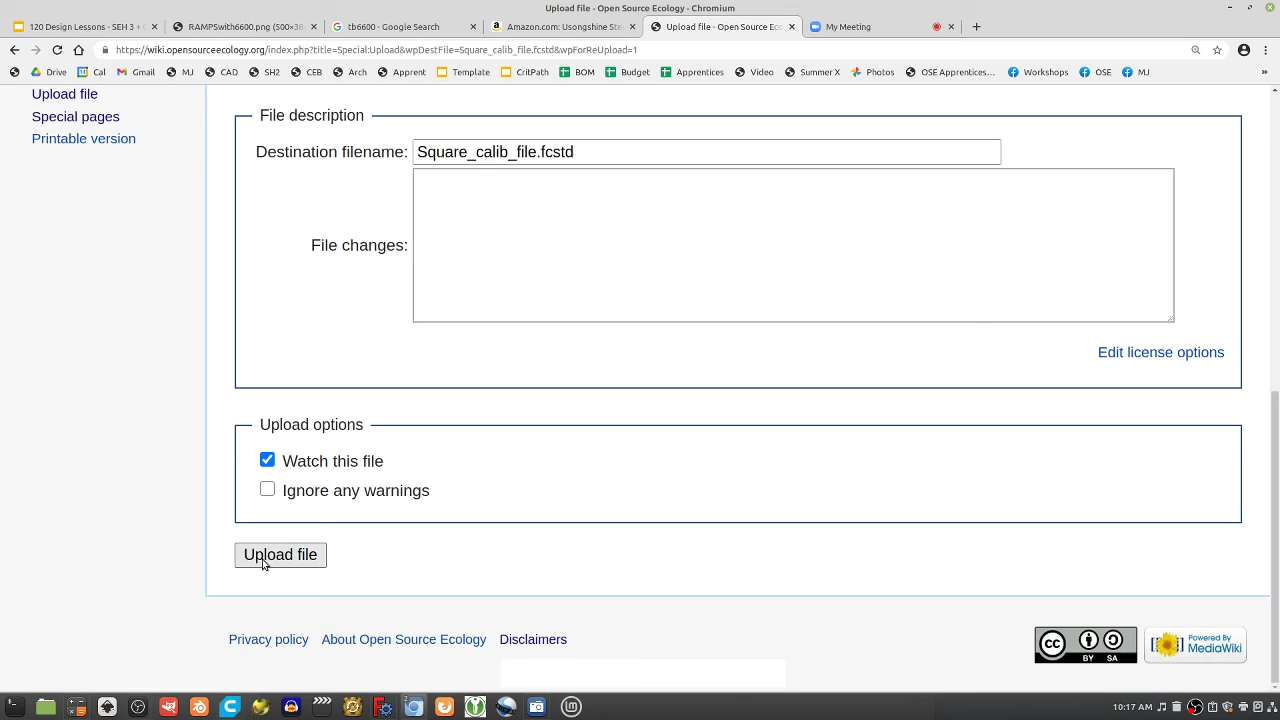 Upload file - Open Source Ecology - Chromium
120 Design Lessons - SEH 3 + C
RAMPSwith6600.png (500×38
tb6600 - Google Search
Amazon.com: Usongshine Ste
Upload file - Open Source Eco
My Meeting
https://wiki.opensourceecology.org/index.php?title=Special:Upload&wpDestFile=Square_calib_file.fcstd&wpForReUpload=1
Drive Cal Gmail MJ CAD SH2 CEB Arch Apprent Template CritPath BOM Budget Apprentices Video Summer X Photos OSE Apprentices... Workshops OSE MJ »
Upload file
Special pages
Printable version
File description
Destination filename: Square_calib_file.fcstd
File changes:
Edit license options
Upload options
Watch this file
Ignore any warnings
Upload file
Privacy policy About Open Source Ecology Disclaimers
cc BY SA
Powered By MediaWiki
10:17 AM